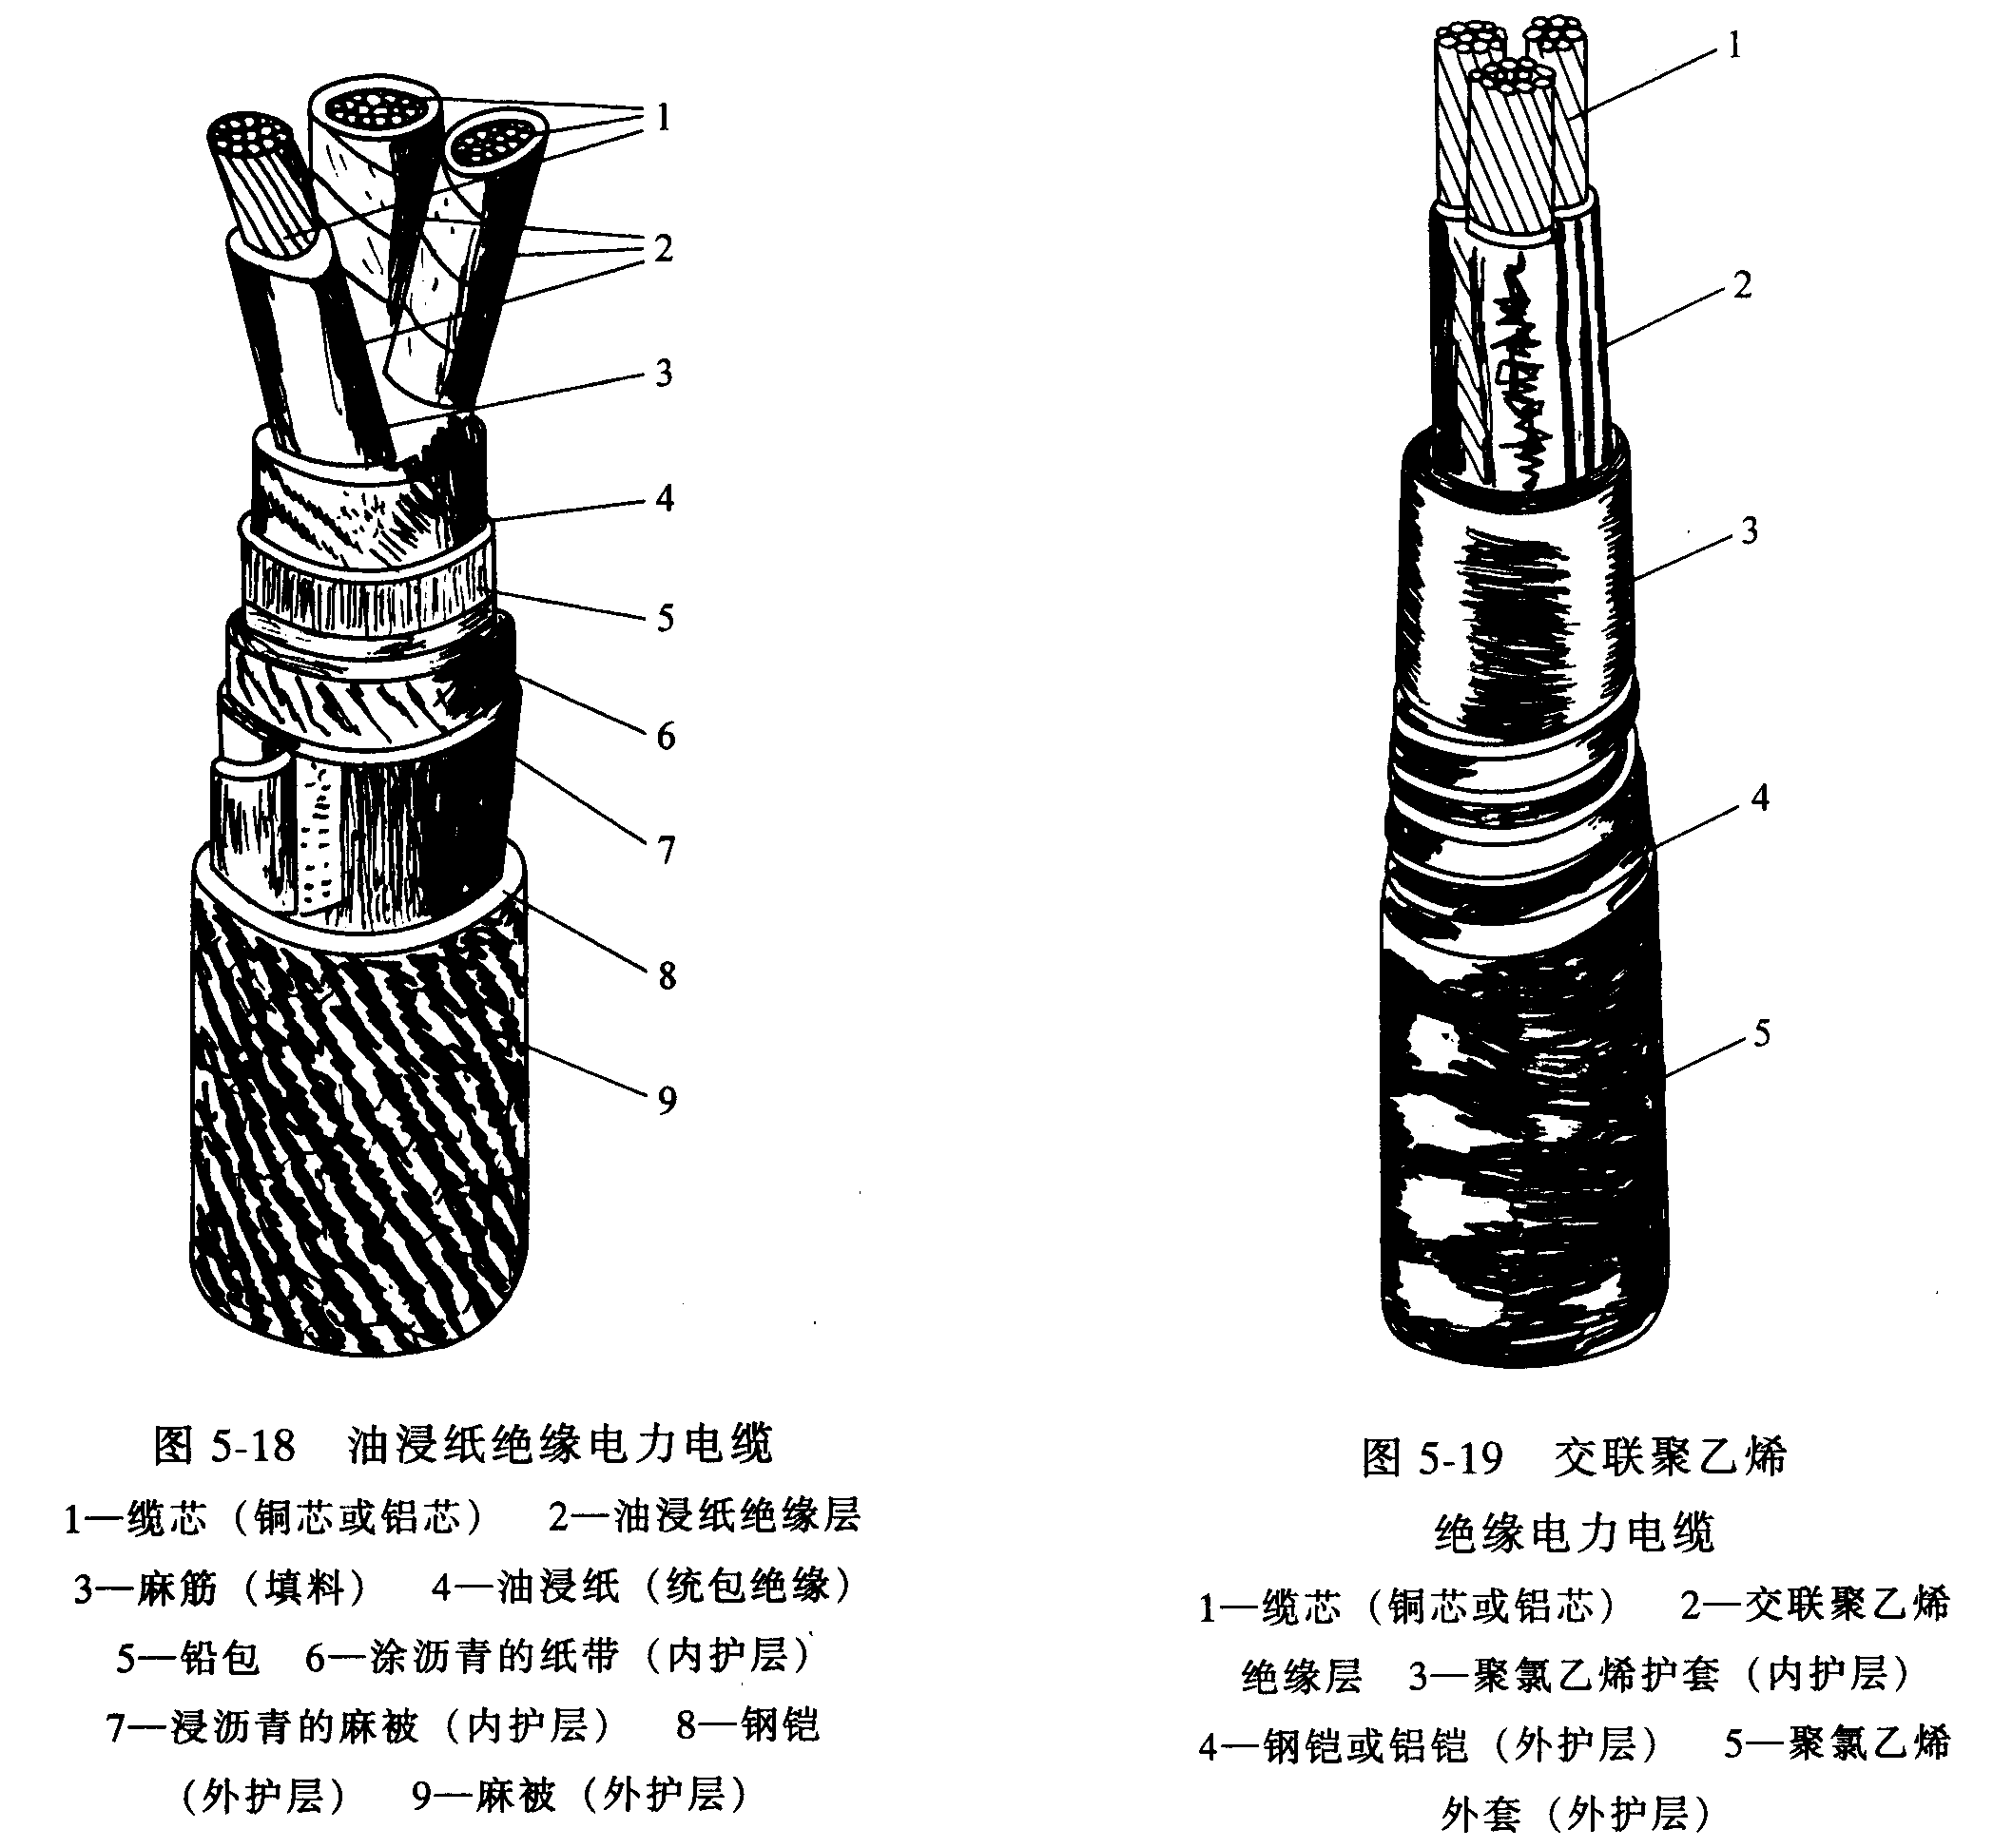 1
2
3
4
5
6
7
8
9
图 5-18 油浸纸绝缘电力电缆
1—缆芯（铜芯或铝芯） 2—油浸纸绝缘层
3—麻筋（填料） 4—油浸纸（统包绝缘）
5—铅包 6—涂沥青的纸带（内护层）
7—浸沥青的麻被（内护层） 8—钢铠
（外护层） 9—麻被（外护层）
1
2
3
4
5
图 5-19 交联聚乙烯
绝缘电力电缆
1—缆芯（铜芯或铝芯） 2—交联聚乙烯
绝缘层 3—聚氯乙烯护套（内护层）
4—钢铠或铝铠（外护层） 5—聚氯乙烯
外套（外护层）